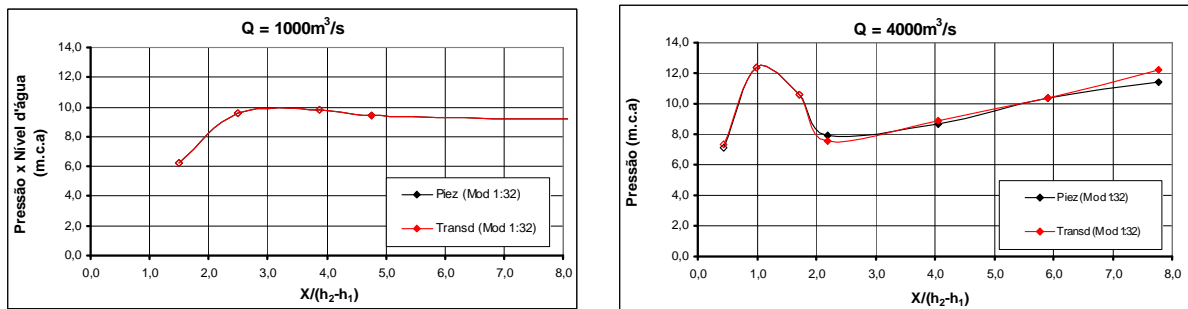 Q = 1000m³/s
Pressão x Nível d'água
(m.c.a)
14,0
12,0
10,0
8,0
6,0
4,0
2,0
0,0
Piez (Mod 1:32)
Transd (Mod 1:32)
0,0 1,0 2,0 3,0 4,0 5,0 6,0 7,0 8,0
X/(h₂-h₁)
Q = 4000m³/s
Pressão (m.c.a)
14,0
12,0
10,0
8,0
6,0
4,0
2,0
0,0
Piez (Mod 1:32)
Transd (Mod 1:32)
0,0 1,0 2,0 3,0 4,0 5,0 6,0 7,0 8,0
X/(h₂-h₁)